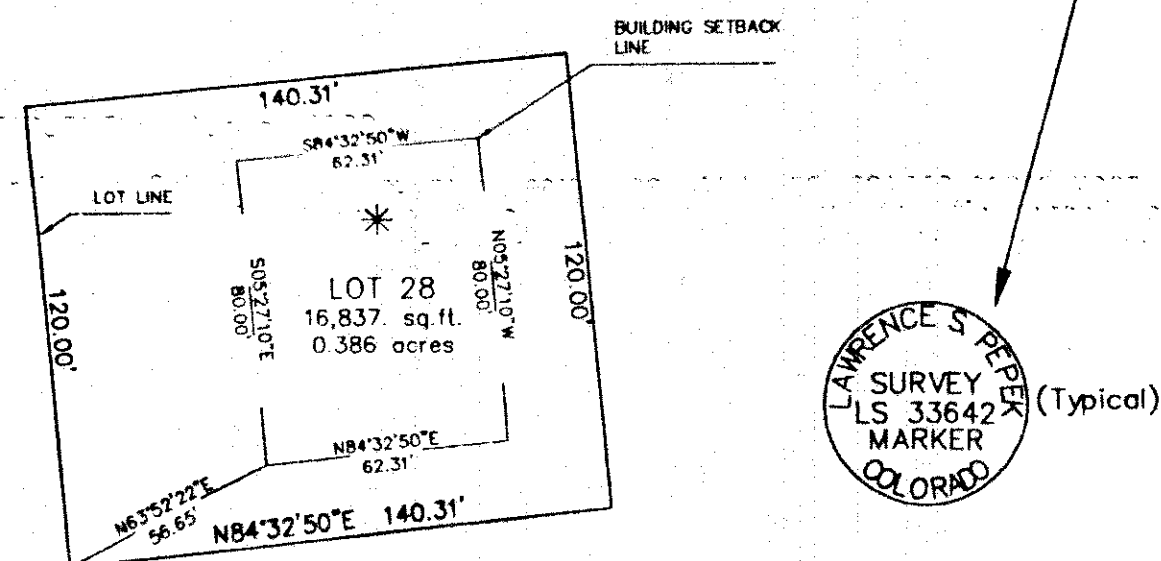 BUILDING SETBACK
LINE
140.31'
S84°32'50"W
62.31'
LOT LINE
120.00'
S05°27'10"E
80.00'
LOT 28
16,837. sq.ft.
0.386 acres
N05°27'10"W
80.00'
120.00'
N84°32'50"E
62.31'
N63°52'22"E
56.65'
N84°32'50"E 140.31'
LAWRENCE S PEPEK
SURVEY
LS 33642
MARKER
COLORADO
(Typical)